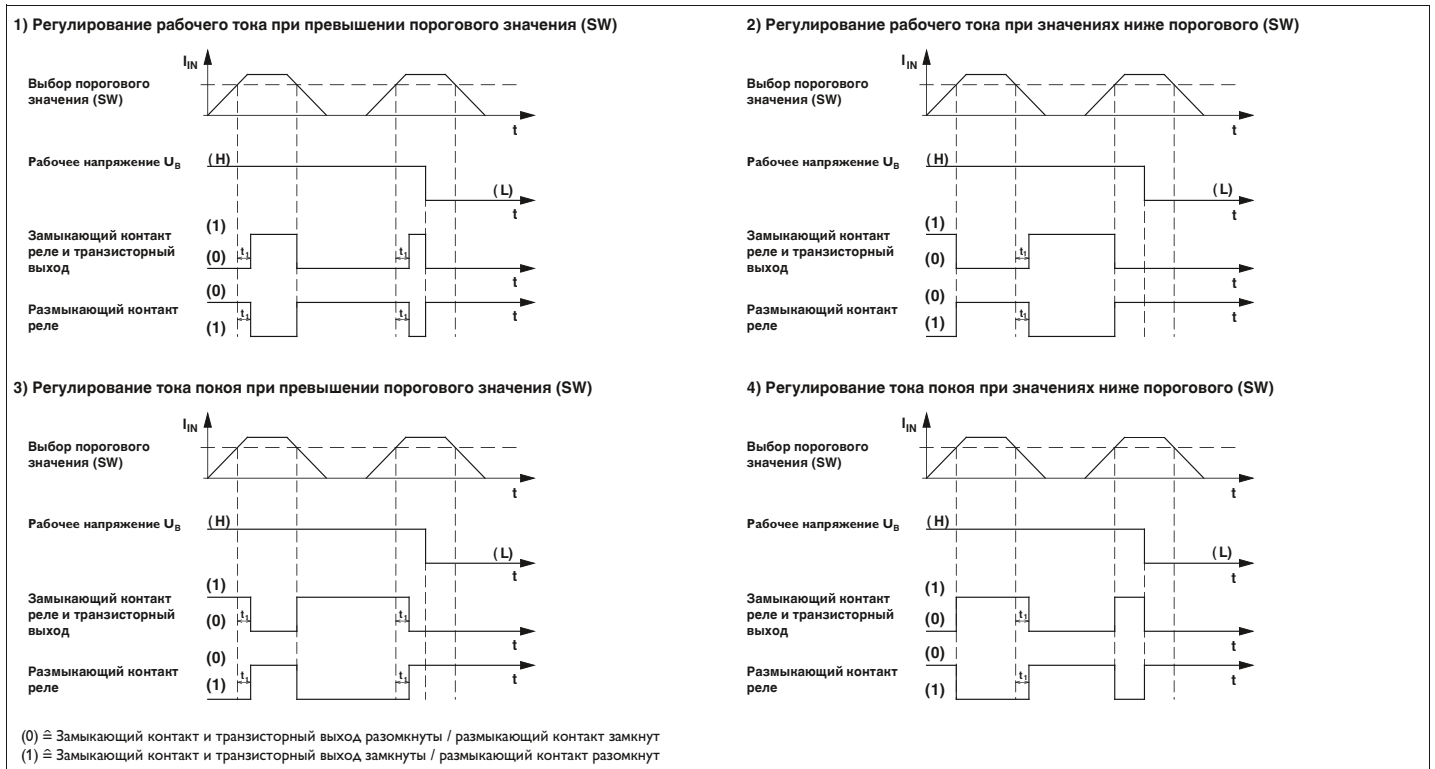 1) Регулирование рабочего тока при превышении порогового значения (SW)
I_IN
Выбор порогового
значения (SW)
t
Рабочее напряжение U_B
(H)
(L)
t
Замыкающий контакт
реле и транзисторный
выход
(1)
(0)
t₁
t₁
t
Размыкающий контакт
реле
(0)
(1)
t₁
t₁
t
2) Регулирование рабочего тока при значениях ниже порогового (SW)
I_IN
Выбор порогового
значения (SW)
t
Рабочее напряжение U_B
(H)
(L)
t
Замыкающий контакт
реле и транзисторный
выход
(1)
(0)
t₁
t
Размыкающий контакт
реле
(0)
(1)
t₁
t
3) Регулирование тока покоя при превышении порогового значения (SW)
I_IN
Выбор порогового
значения (SW)
t
Рабочее напряжение U_B
(H)
(L)
t
Замыкающий контакт
реле и транзисторный
выход
(1)
(0)
t₁
t₁
t
Размыкающий контакт
реле
(0)
(1)
t₁
t₁
t
4) Регулирование тока покоя при значениях ниже порогового (SW)
I_IN
Выбор порогового
значения (SW)
t
Рабочее напряжение U_B
(H)
(L)
t
Замыкающий контакт
реле и транзисторный
выход
(1)
(0)
t₁
t
Размыкающий контакт
реле
(0)
(1)
t₁
t
(0) ≙ Замыкающий контакт и транзисторный выход разомкнуты / размыкающий контакт замкнут
(1) ≙ Замыкающий контакт и транзисторный выход замкнуты / размыкающий контакт разомкнут